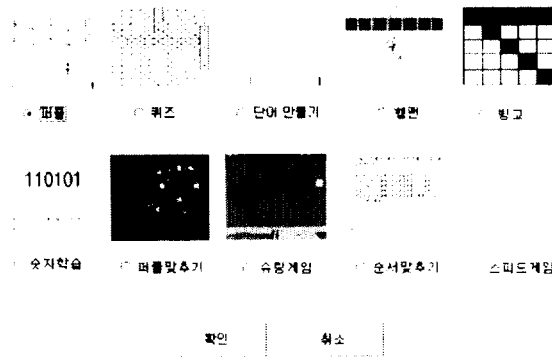 퍼즐 퀴즈 단어 만들기 행맨 빙고
110101
숫자학습 퍼즐맞추기 슈팅게임 순서맞추기 스피드게임
확인 취소